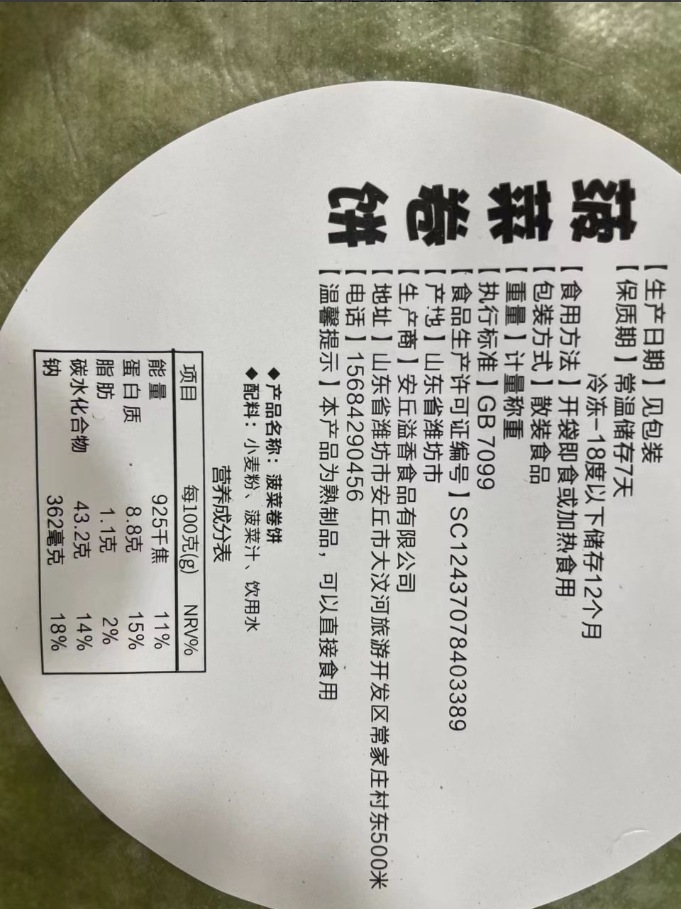 菠菜卷饼
【生产日期】见包装
【保质期】常温储存7天
冷冻-18度以下储存12个月
【食用方法】开袋即食或加热食用
【包装方式】散装食品
【重量】计量称重
【执行标准】GB 7099
【食品生产许可证编号】SC12437078403389
【产地】山东省潍坊市
【生产商】安丘溢香食品有限公司
【地址】山东省潍坊市安丘市大汶河旅游开发区常家庄村东500米
【电话】15684290456
【温馨提示】本产品为熟制品，可以直接食用
◆产品名称：菠菜卷饼
◆配料：小麦粉、菠菜汁、饮用水
营养成分表
项目 每100克(g) NRV%
能量 925千焦 11%
蛋白质 8.8克 15%
脂肪 1.1克 2%
碳水化合物 43.2克 14%
钠 362毫克 18%